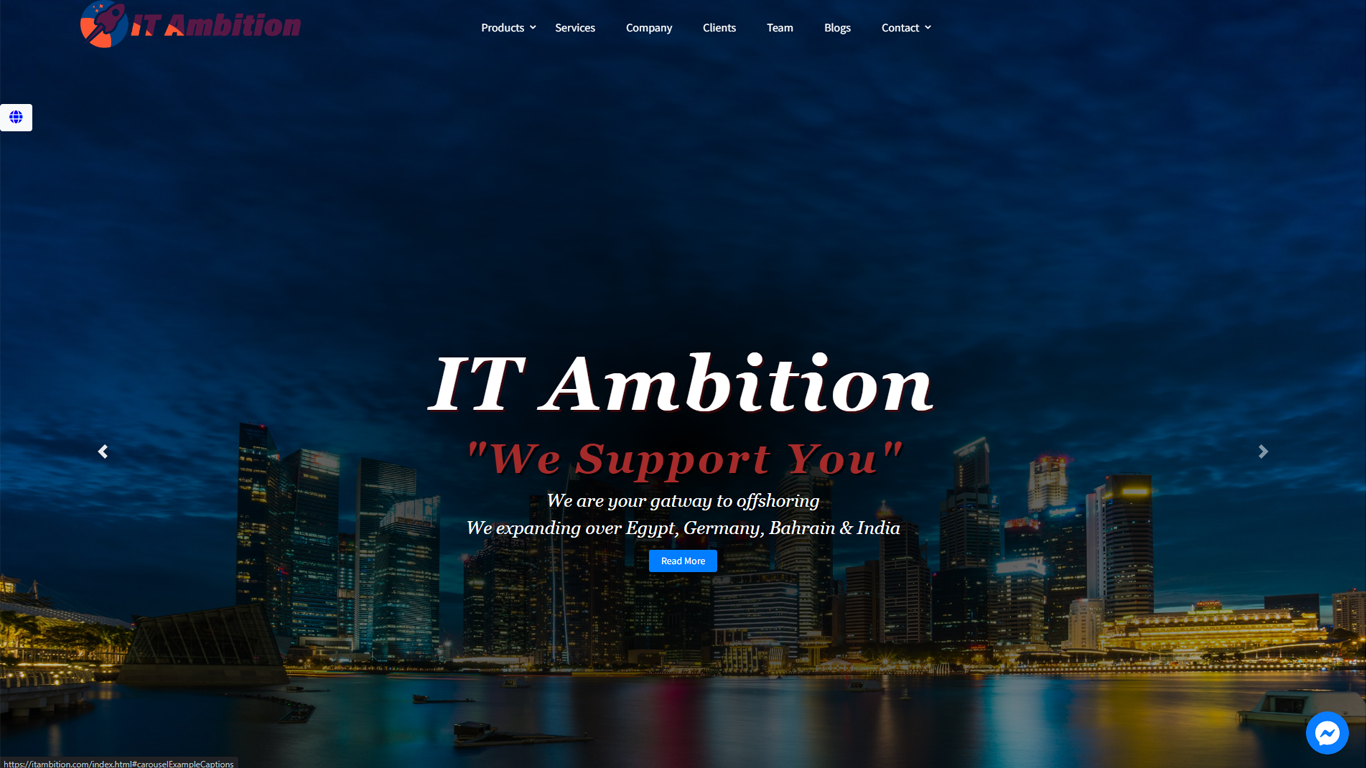 IT Ambition
Products Services Company Clients Team Blogs Contact
IT Ambition
"We Support You"
We are your gatway to offshoring
We expanding over Egypt, Germany, Bahrain & India
Read More
https://itambition.com/index.html#carouselExampleCaptions